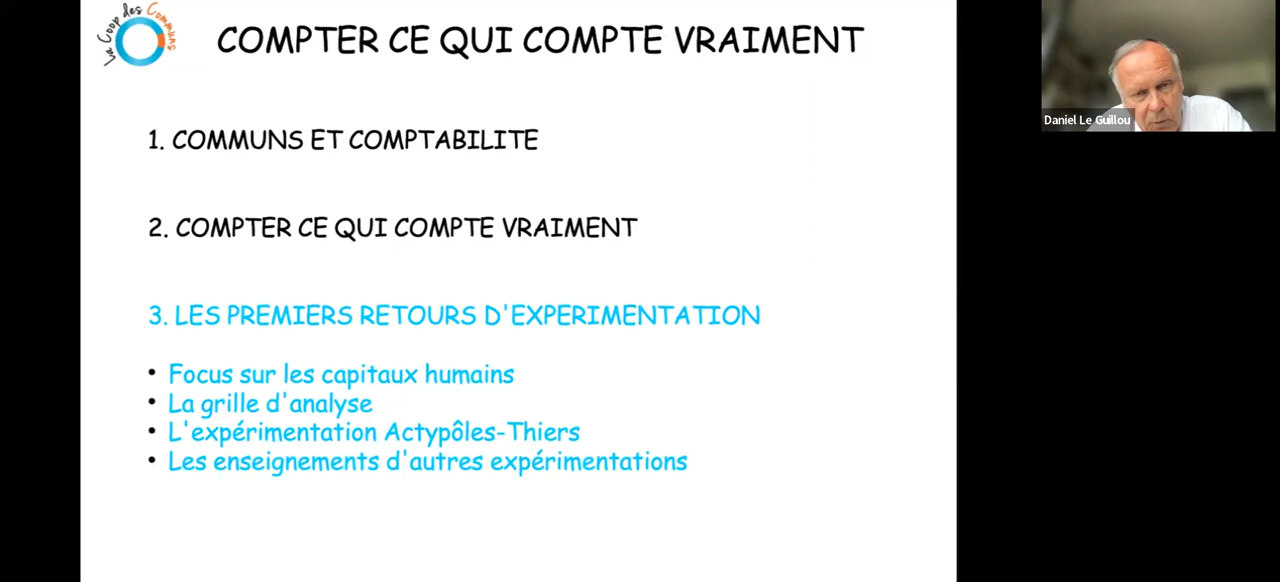 La Coop des Communs
COMPTER CE QUI COMPTE VRAIMENT
Daniel Le Guillou
1. COMMUNS ET COMPTABILITE
2. COMPTER CE QUI COMPTE VRAIMENT
3. LES PREMIERS RETOURS D'EXPERIMENTATION
• Focus sur les capitaux humains
• La grille d'analyse
• L'expérimentation Actypôles-Thiers
• Les enseignements d'autres expérimentations